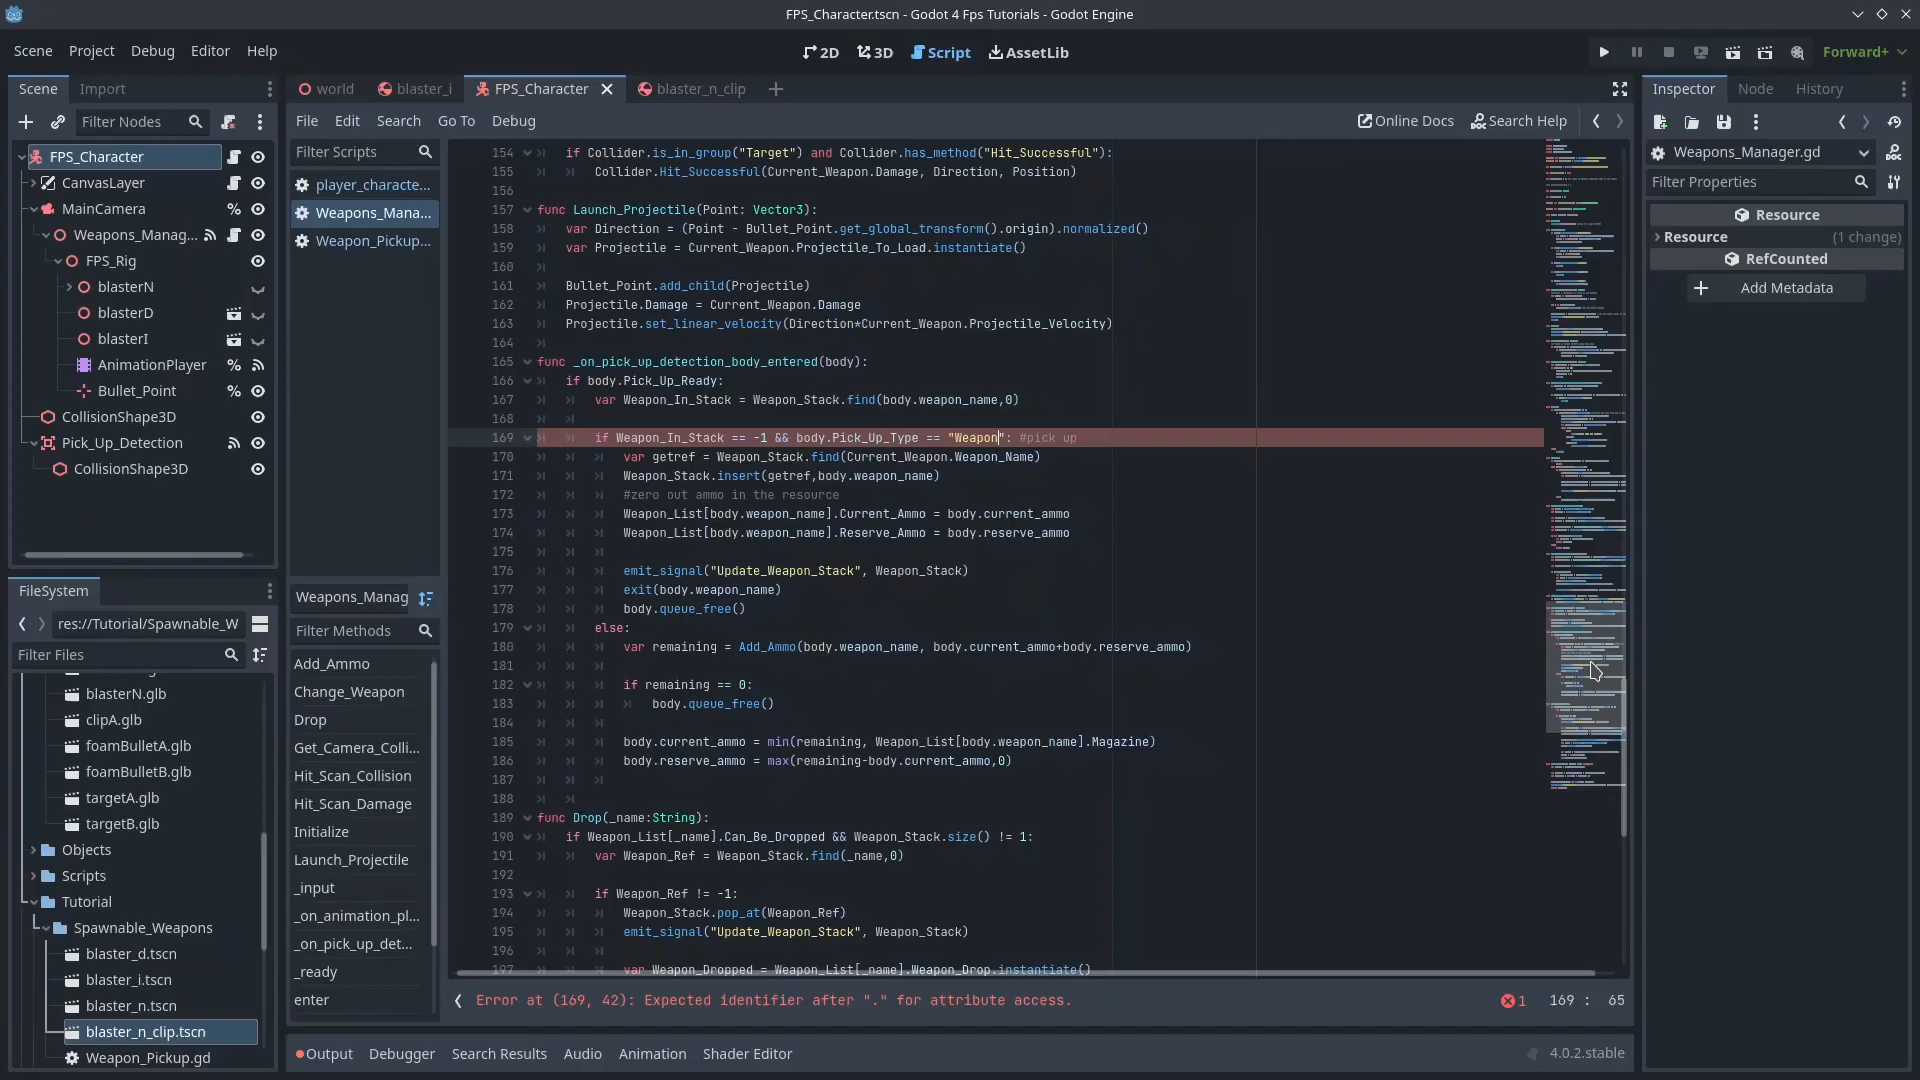 FPS_Character.tscn - Godot 4 Fps Tutorials - Godot Engine
Scene Project Debug Editor Help
2D 3D Script AssetLib
Forward+
Scene Import
world blaster_i FPS_Character blaster_n_clip
Inspector Node History
Filter Nodes
File Edit Search Go To Debug
Online Docs Search Help
FPS_Character
CanvasLayer
MainCamera
Weapons_Manag...
FPS_Rig
blasterN
blasterD
blasterI
AnimationPlayer
Bullet_Point
CollisionShape3D
Pick_Up_Detection
CollisionShape3D
FileSystem
res://Tutorial/Spawnable_W
Filter Files
blasterN.glb
clipA.glb
foamBulletA.glb
foamBulletB.glb
targetA.glb
targetB.glb
Objects
Scripts
Tutorial
Spawnable_Weapons
blaster_d.tscn
blaster_i.tscn
blaster_n.tscn
blaster_n_clip.tscn
Weapon_Pickup.gd
Filter Scripts
player_characte...
Weapons_Mana...
Weapon_Pickup...
Weapons_Manag
Filter Methods
Add_Ammo
Change_Weapon
Drop
Get_Camera_Colli...
Hit_Scan_Collision
Hit_Scan_Damage
Initialize
Launch_Projectile
_input
_on_animation_pl...
_on_pick_up_det...
_ready
enter
154 if Collider.is_in_group("Target") and Collider.has_method("Hit_Successful"):
155 Collider.Hit_Successful(Current_Weapon.Damage, Direction, Position)
156
157 func Launch_Projectile(Point: Vector3):
158 var Direction = (Point - Bullet_Point.get_global_transform().origin).normalized()
159 var Projectile = Current_Weapon.Projectile_To_Load.instantiate()
160
161 Bullet_Point.add_child(Projectile)
162 Projectile.Damage = Current_Weapon.Damage
163 Projectile.set_linear_velocity(Direction*Current_Weapon.Projectile_Velocity)
164
165 func _on_pick_up_detection_body_entered(body):
166 if body.Pick_Up_Ready:
167 var Weapon_In_Stack = Weapon_Stack.find(body.weapon_name,0)
168
169 if Weapon_In_Stack == -1 && body.Pick_Up_Type == "Weapon": #pick up
170 var getref = Weapon_Stack.find(Current_Weapon.Weapon_Name)
171 Weapon_Stack.insert(getref,body.weapon_name)
172 #zero out ammo in the resource
173 Weapon_List[body.weapon_name].Current_Ammo = body.current_ammo
174 Weapon_List[body.weapon_name].Reserve_Ammo = body.reserve_ammo
175
176 emit_signal("Update_Weapon_Stack", Weapon_Stack)
177 exit(body.weapon_name)
178 body.queue_free()
179 else:
180 var remaining = Add_Ammo(body.weapon_name, body.current_ammo+body.reserve_ammo)
181
182 if remaining == 0:
183 body.queue_free()
184
185 body.current_ammo = min(remaining, Weapon_List[body.weapon_name].Magazine)
186 body.reserve_ammo = max(remaining-body.current_ammo,0)
187
188
189 func Drop(_name:String):
190 if Weapon_List[_name].Can_Be_Dropped && Weapon_Stack.size() != 1:
191 var Weapon_Ref = Weapon_Stack.find(_name,0)
192
193 if Weapon_Ref != -1:
194 Weapon_Stack.pop_at(Weapon_Ref)
195 emit_signal("Update_Weapon_Stack", Weapon_Stack)
196
197 var Weapon_Dropped = Weapon_List[_name].Weapon_Drop.instantiate()
Error at (169, 42): Expected identifier after "." for attribute access.
1 169 : 65
Output Debugger Search Results Audio Animation Shader Editor
4.0.2.stable
Weapons_Manager.gd
Filter Properties
Resource
Resource (1 change)
RefCounted
Add Metadata